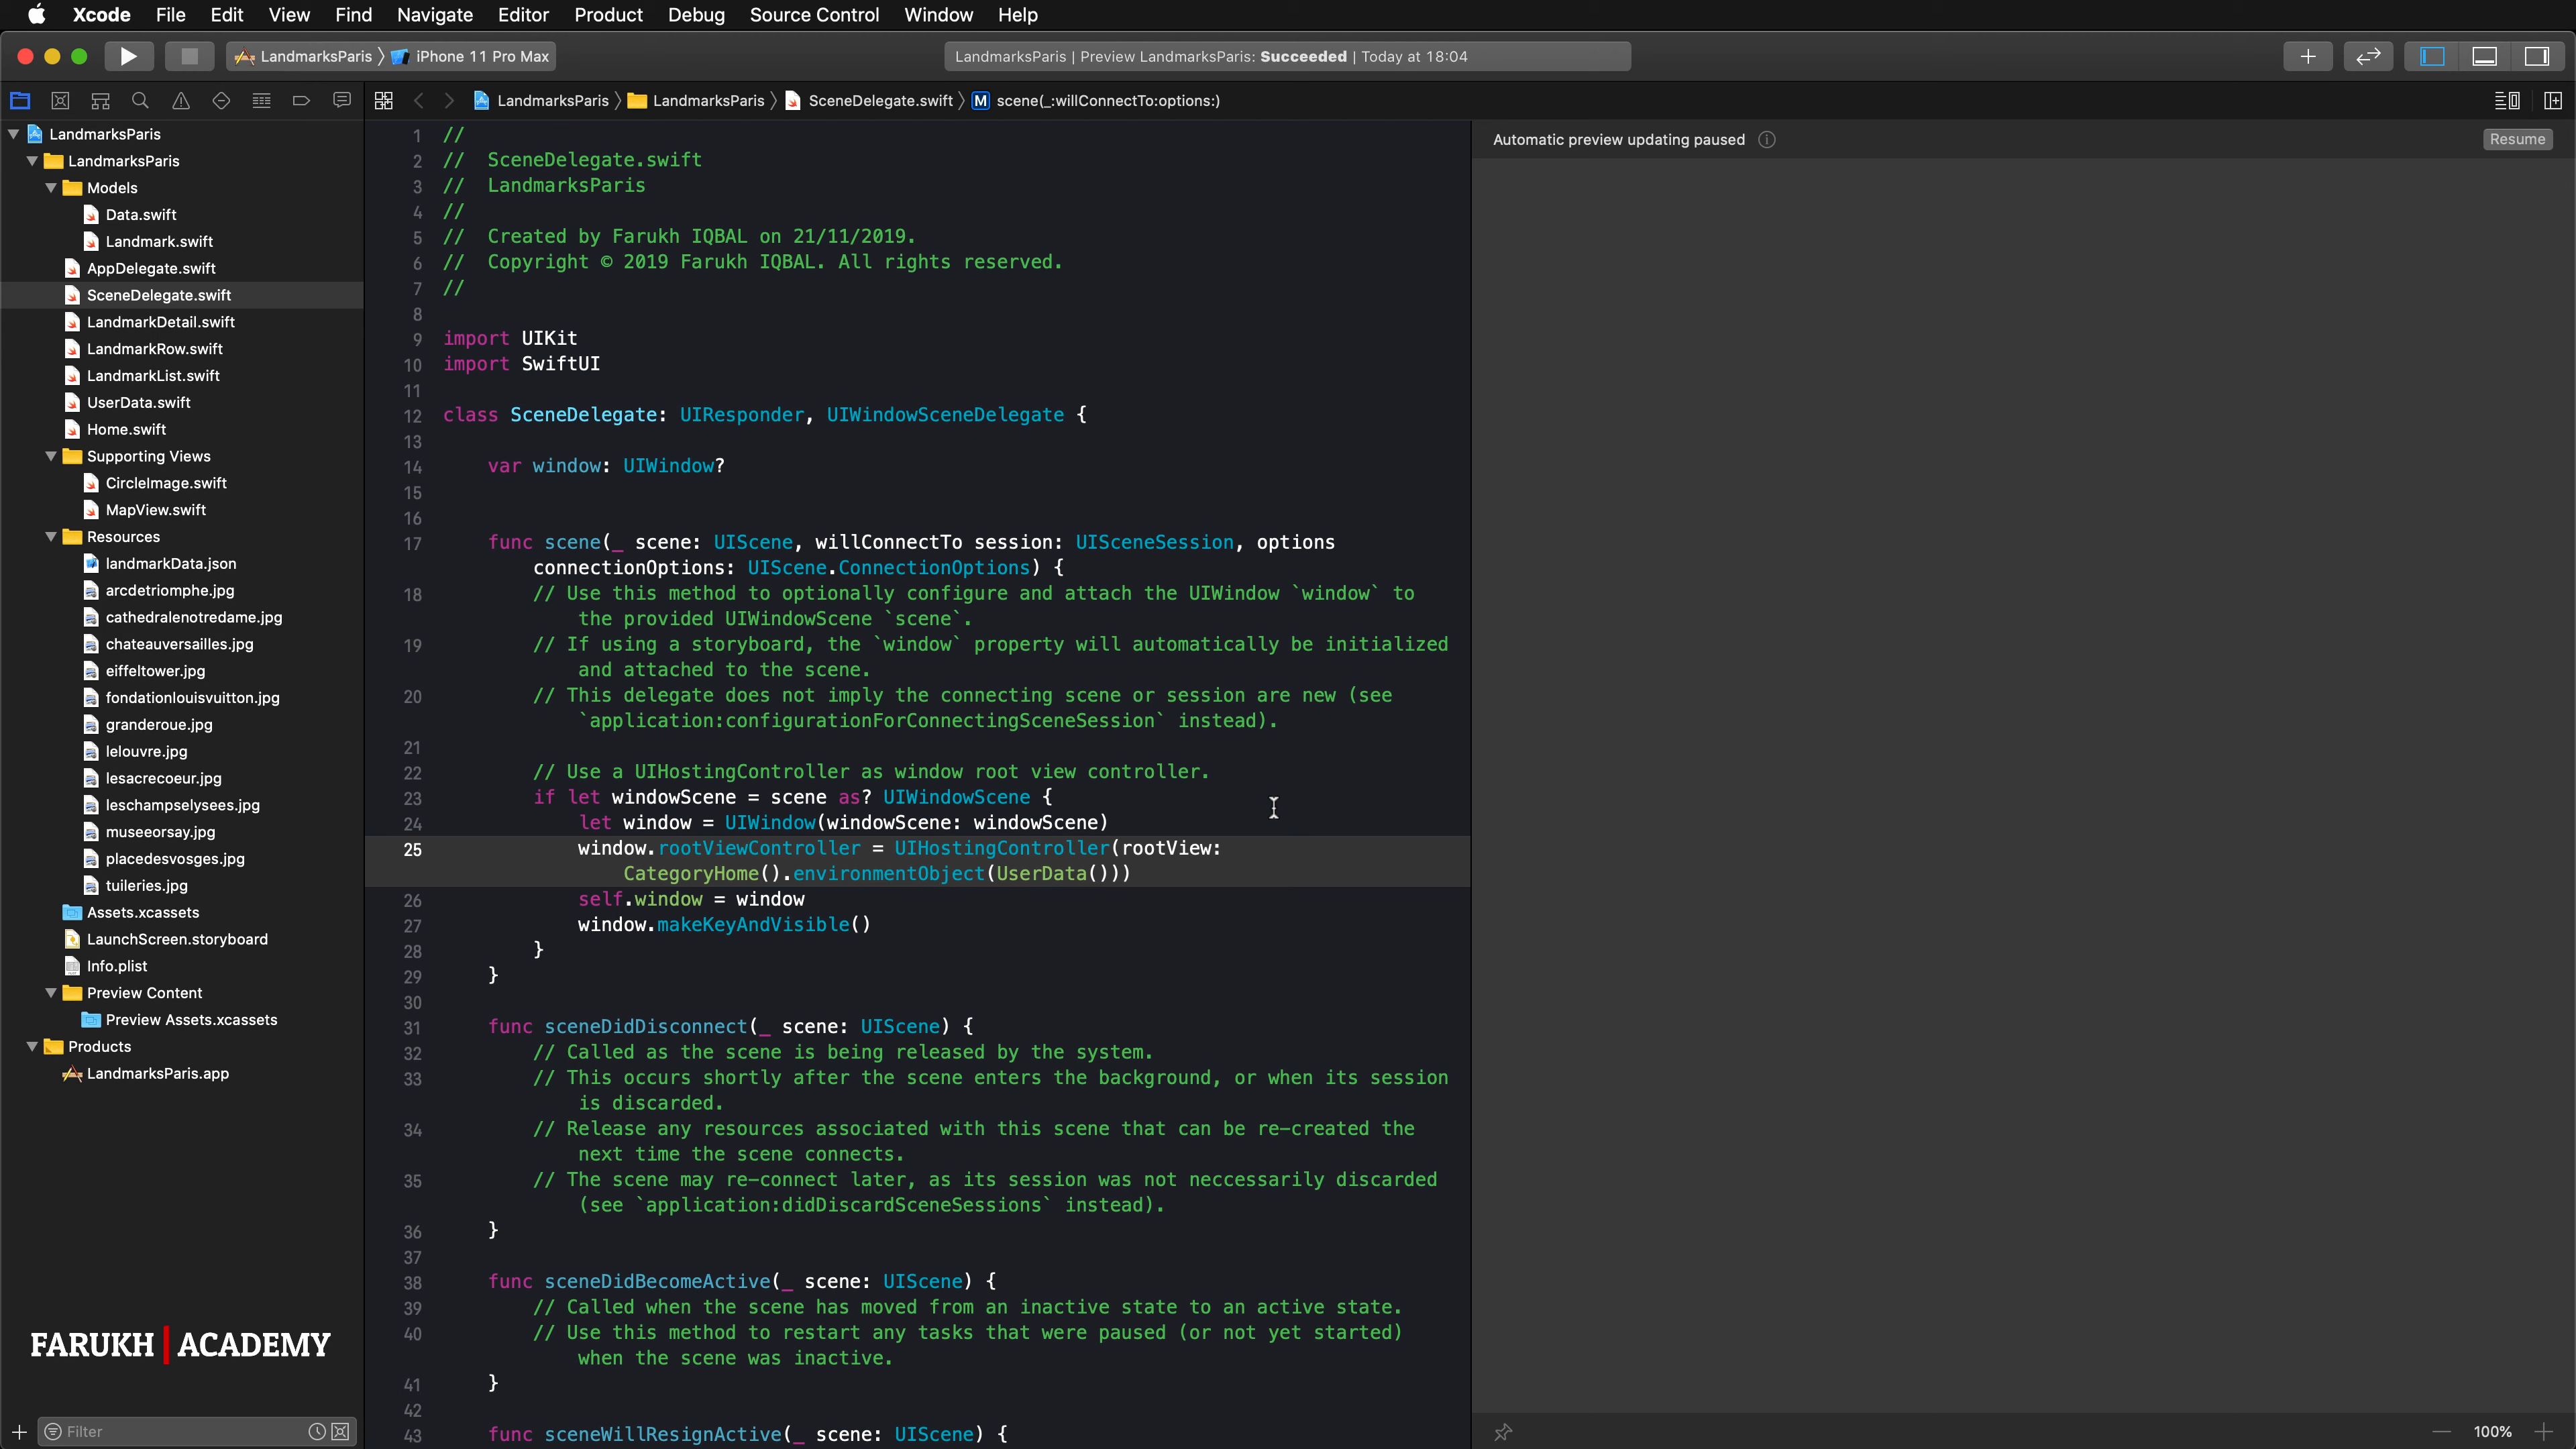 Xcode File Edit View Find Navigate Editor Product Debug Source Control Window Help
LandmarksParis iPhone 11 Pro Max
LandmarksParis | Preview LandmarksParis: Succeeded | Today at 18:04
LandmarksParis LandmarksParis SceneDelegate.swift M scene(_:willConnectTo:options:)
LandmarksParis
LandmarksParis
Models
Data.swift
Landmark.swift
AppDelegate.swift
SceneDelegate.swift
LandmarkDetail.swift
LandmarkRow.swift
LandmarkList.swift
UserData.swift
Home.swift
Supporting Views
CircleImage.swift
MapView.swift
Resources
landmarkData.json
arcdetriomphe.jpg
cathedralenotredame.jpg
chateauversailles.jpg
eiffeltower.jpg
fondationlouisvuitton.jpg
granderoue.jpg
lelouvre.jpg
lesacrecoeur.jpg
leschampselysees.jpg
museeorsay.jpg
placedesvosges.jpg
tuileries.jpg
Assets.xcassets
LaunchScreen.storyboard
Info.plist
Preview Content
Preview Assets.xcassets
Products
LandmarksParis.app
FARUKH | ACADEMY
Filter
1 //
2 //  SceneDelegate.swift
3 //  LandmarksParis
4 //
5 //  Created by Farukh IQBAL on 21/11/2019.
6 //  Copyright © 2019 Farukh IQBAL. All rights reserved.
7 //
8
9 import UIKit
10 import SwiftUI
11
12 class SceneDelegate: UIResponder, UIWindowSceneDelegate {
13
14 var window: UIWindow?
15
16
17 func scene(_ scene: UIScene, willConnectTo session: UISceneSession, options
connectionOptions: UIScene.ConnectionOptions) {
18 // Use this method to optionally configure and attach the UIWindow `window` to
the provided UIWindowScene `scene`.
19 // If using a storyboard, the `window` property will automatically be initialized
and attached to the scene.
20 // This delegate does not imply the connecting scene or session are new (see
`application:configurationForConnectingSceneSession` instead).
21
22 // Use a UIHostingController as window root view controller.
23 if let windowScene = scene as? UIWindowScene {
24 let window = UIWindow(windowScene: windowScene)
25 window.rootViewController = UIHostingController(rootView:
CategoryHome().environmentObject(UserData()))
26 self.window = window
27 window.makeKeyAndVisible()
28 }
29 }
30
31 func sceneDidDisconnect(_ scene: UIScene) {
32 // Called as the scene is being released by the system.
33 // This occurs shortly after the scene enters the background, or when its session
is discarded.
34 // Release any resources associated with this scene that can be re-created the
next time the scene connects.
35 // The scene may re-connect later, as its session was not neccessarily discarded
(see `application:didDiscardSceneSessions` instead).
36 }
37
38 func sceneDidBecomeActive(_ scene: UIScene) {
39 // Called when the scene has moved from an inactive state to an active state.
40 // Use this method to restart any tasks that were paused (or not yet started)
when the scene was inactive.
41 }
42
43 func sceneWillResignActive(_ scene: UIScene) {
Automatic preview updating paused
Resume
100%